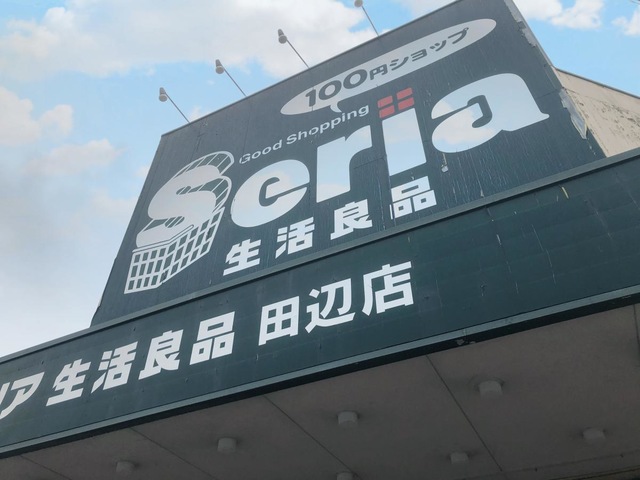 100円ショップ
Good Shopping
Seria
生活良品
リア 生活良品 田辺店